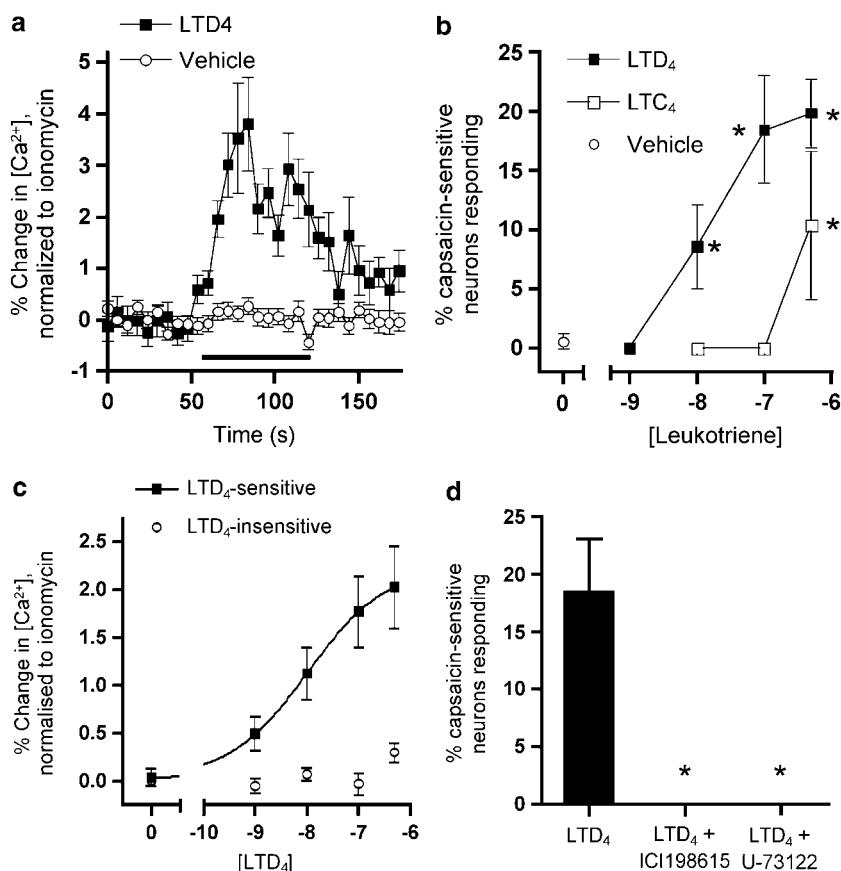 a
LTD4
Vehicle
% Change in [Ca²⁺],
normalized to ionomycin
5
4
3
2
1
0
-1
0
50
100
150
Time (s)
b
LTD₄
LTC₄
Vehicle
% capsaicin-sensitive
neurons responding
25
20
15
10
5
0
*
*
*
*
0
-9
-8
-7
-6
[Leukotriene]
c
LTD₄-sensitive
LTD₄-insensitive
% Change in [Ca²⁺],
normalised to ionomycin
2.5
2.0
1.5
1.0
0.5
0.0
0
-10
-9
-8
-7
-6
[LTD₄]
d
% capsaicin-sensitive
neurons responding
25
20
15
10
5
0
*
*
LTD₄
LTD₄ +
ICI198615
LTD₄ +
U-73122